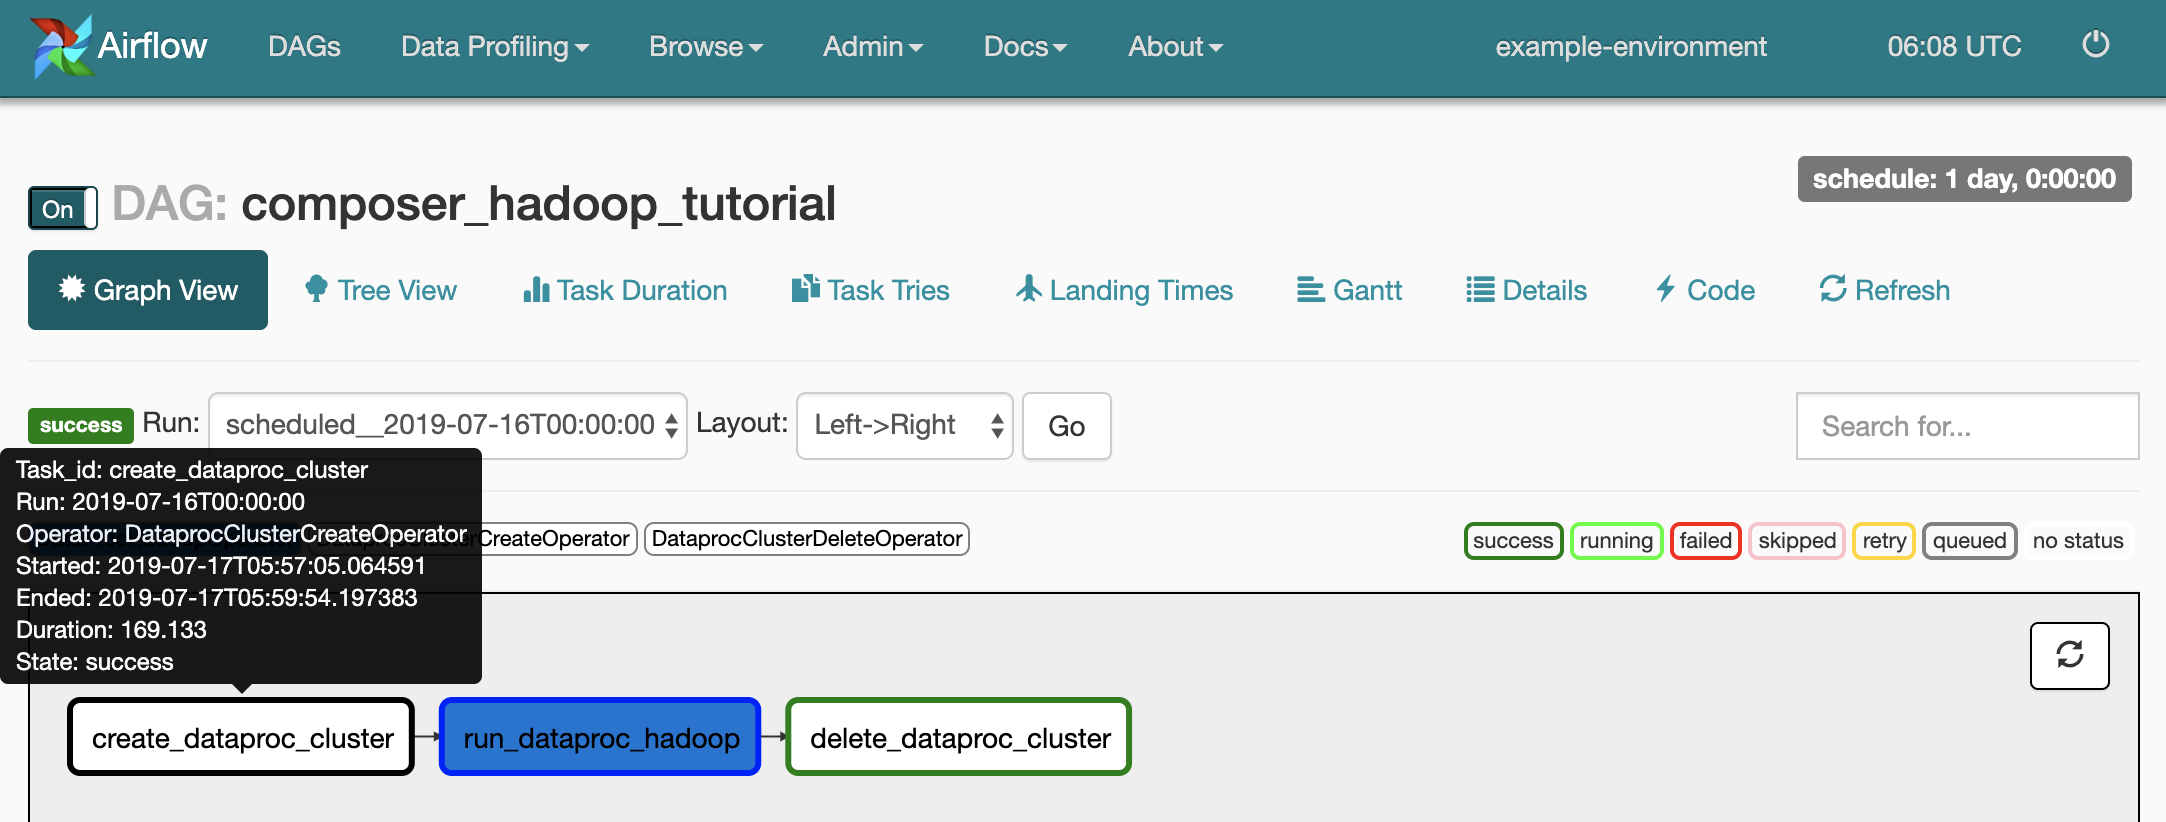 Airflow DAGs Data Profiling Browse Admin Docs About example-environment 06:08 UTC
schedule: 1 day, 0:00:00
On DAG: composer_hadoop_tutorial
Graph View Tree View Task Duration Task Tries Landing Times Gantt Details Code Refresh
success Run: scheduled__2019-07-16T00:00:00 Layout: Left->Right Go Search for...
Task_id: create_dataproc_cluster
Run: 2019-07-16T00:00:00
Operator: DataprocClusterCreateOperator
Started: 2019-07-17T05:57:05.064591
Ended: 2019-07-17T05:59:54.197383
Duration: 169.133
State: success
CreateOperator DataprocClusterDeleteOperator success running failed skipped retry queued no status
create_dataproc_cluster run_dataproc_hadoop delete_dataproc_cluster